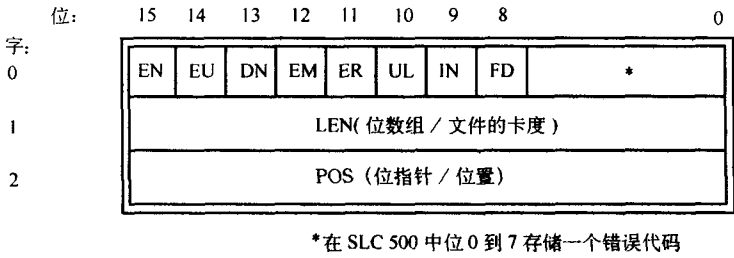 位: 15 14 13 12 11 10 9 8 0
字:
0 EN EU DN EM ER UL IN FD *
1 LEN(位数组 / 文件的卡度)
2 POS (位指针 / 位置)
*在 SLC 500 中位 0 到 7 存储一个错误代码